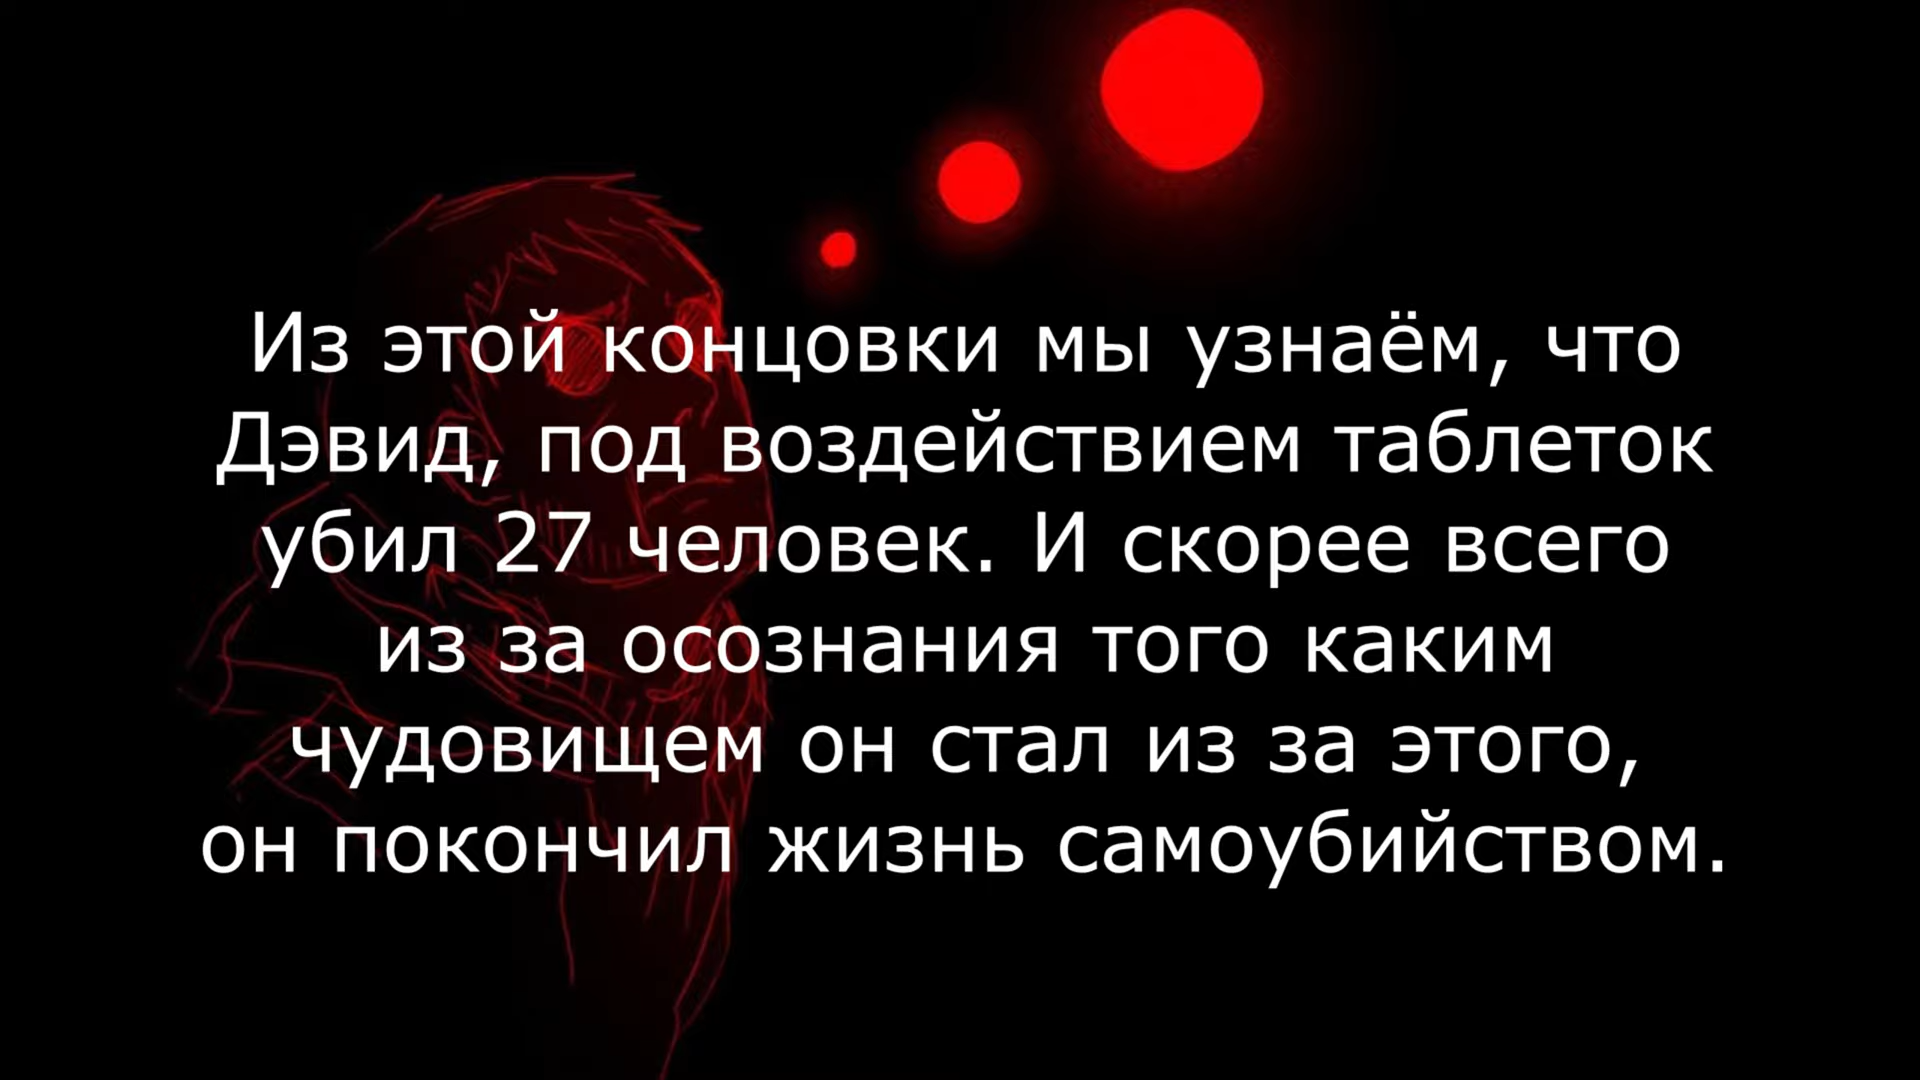 Из этой концовки мы узнаём, что
Дэвид, под воздействием таблеток
убил 27 человек. И скорее всего
из за осознания того каким
чудовищем он стал из за этого,
он покончил жизнь самоубийством.